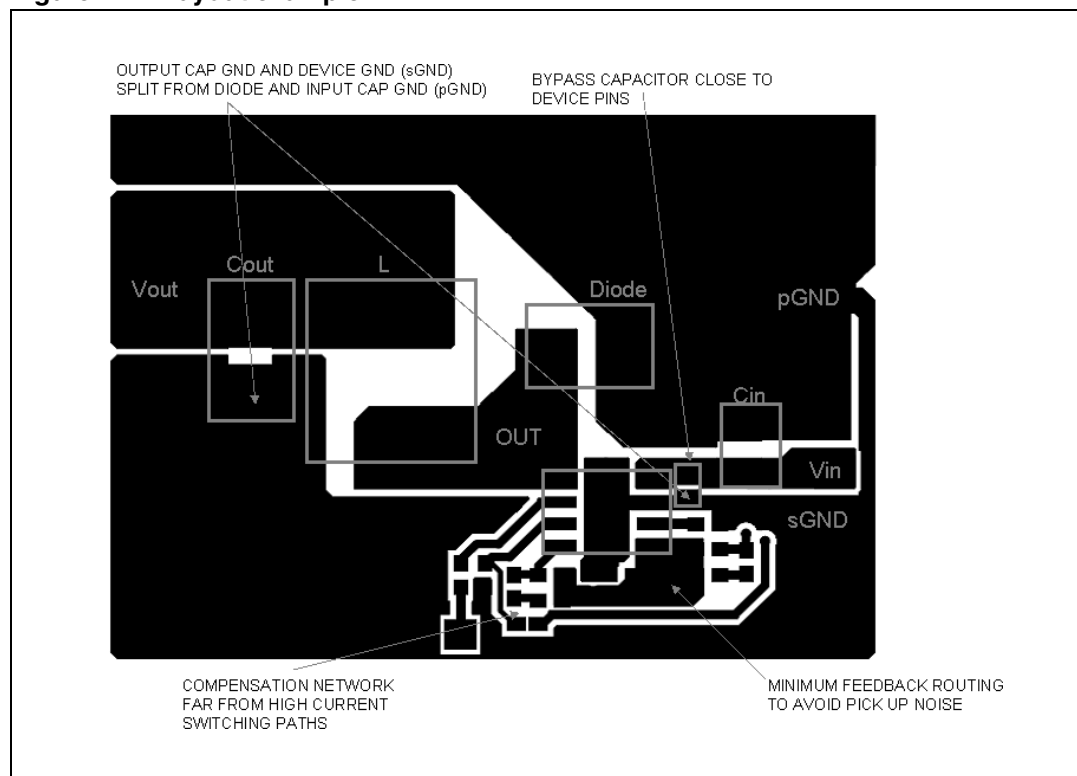 OUTPUT CAP GND AND DEVICE GND (sGND)
SPLIT FROM DIODE AND INPUT CAP GND (pGND)
BYPASS CAPACITOR CLOSE TO
DEVICE PINS
Cout
L
Vout
Diode
pGND
Cin
OUT
Vin
sGND
COMPENSATION NETWORK
FAR FROM HIGH CURRENT
SWITCHING PATHS
MINIMUM FEEDBACK ROUTING
TO AVOID PICK UP NOISE